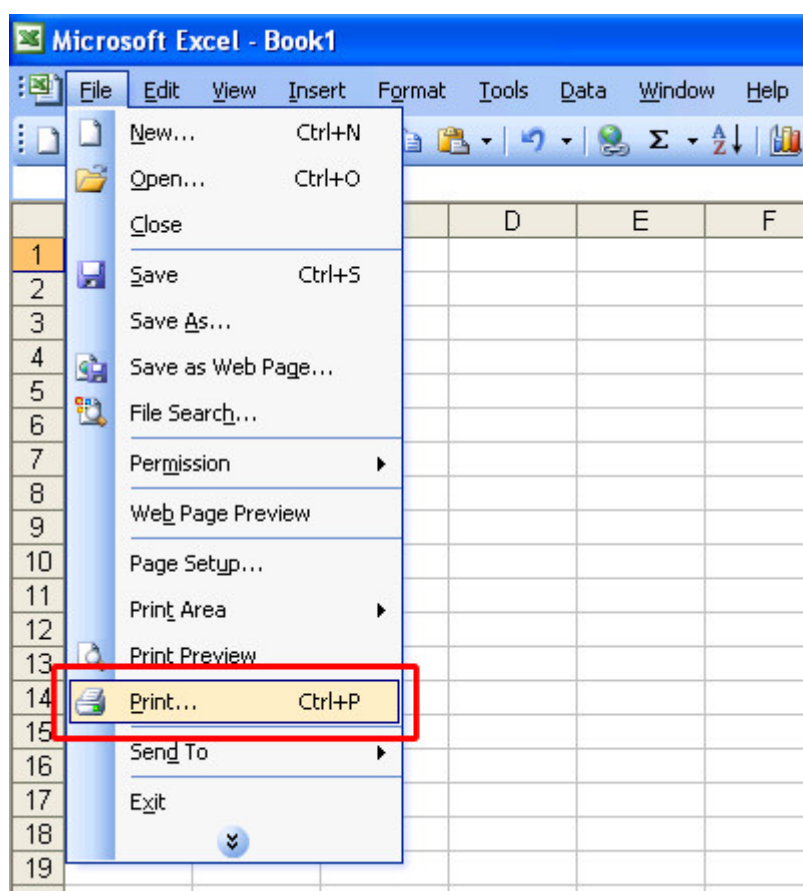 Microsoft Excel - Book1
File Edit View Insert Format Tools Data Window Help
New... Ctrl+N
Open... Ctrl+O
Close
D E F
1
Save Ctrl+S
2
3
Save As...
4
Save as Web Page...
5
File Search...
6
7
Permission
8
Web Page Preview
9
10
Page Setup...
11
Print Area
12
Print Preview
13
14
Print... Ctrl+P
15
Send To
16
17
Exit
18
19